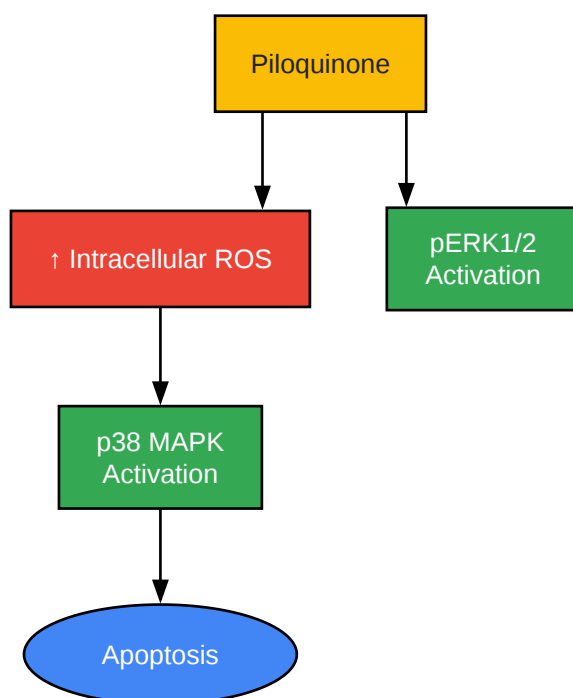 Piloquinone
↑ Intracellular ROS
pERK1/2
Activation
p38 MAPK
Activation
Apoptosis